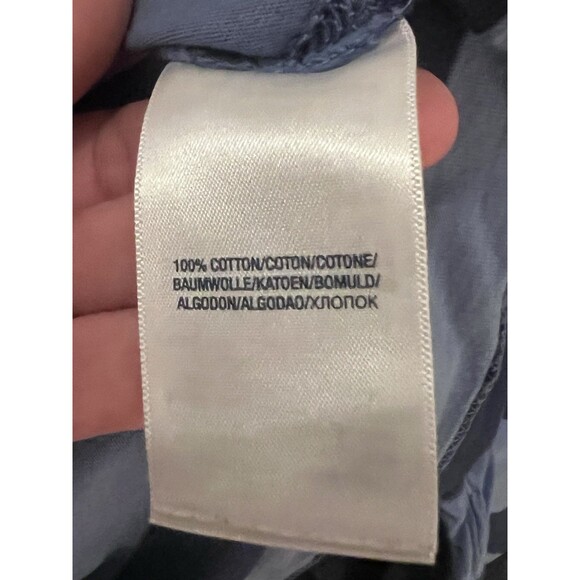 100% COTTON/COTON/COTONE/
BAUMWOLLE/KATOEN/BOMULD/
ALGODON/ALGODAO/ХЛОПОК